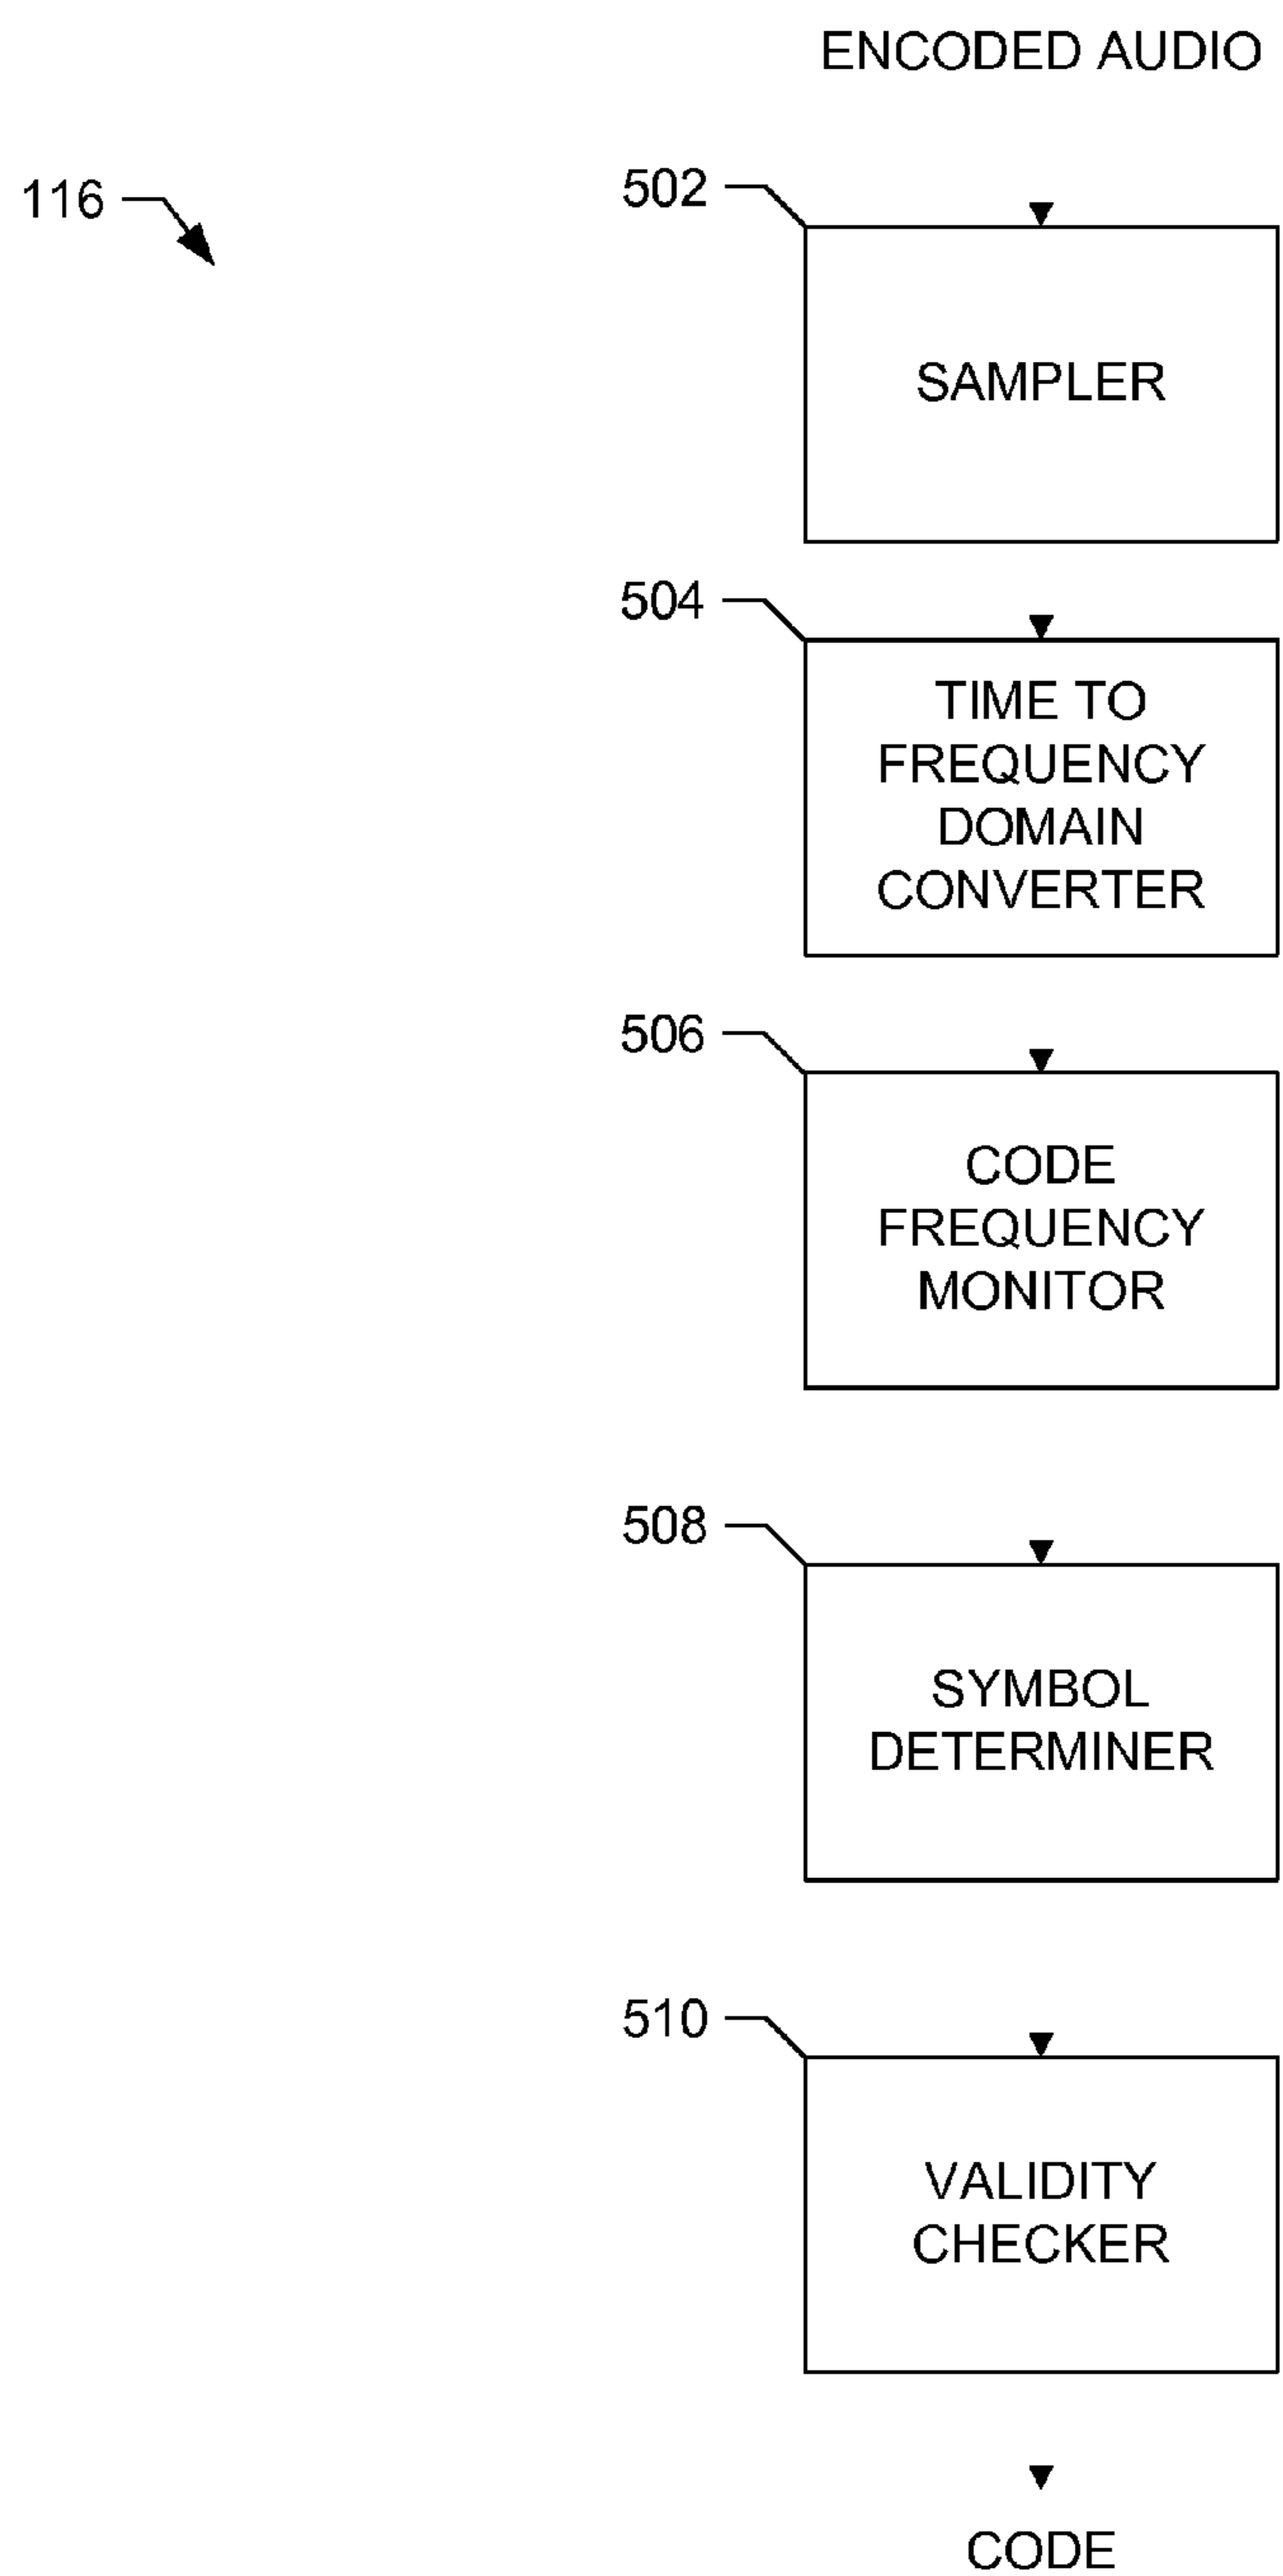 ENCODED AUDIO
116
502
SAMPLER
504
TIME TO
FREQUENCY
DOMAIN
CONVERTER
506
CODE
FREQUENCY
MONITOR
508
SYMBOL
DETERMINER
510
VALIDITY
CHECKER
CODE